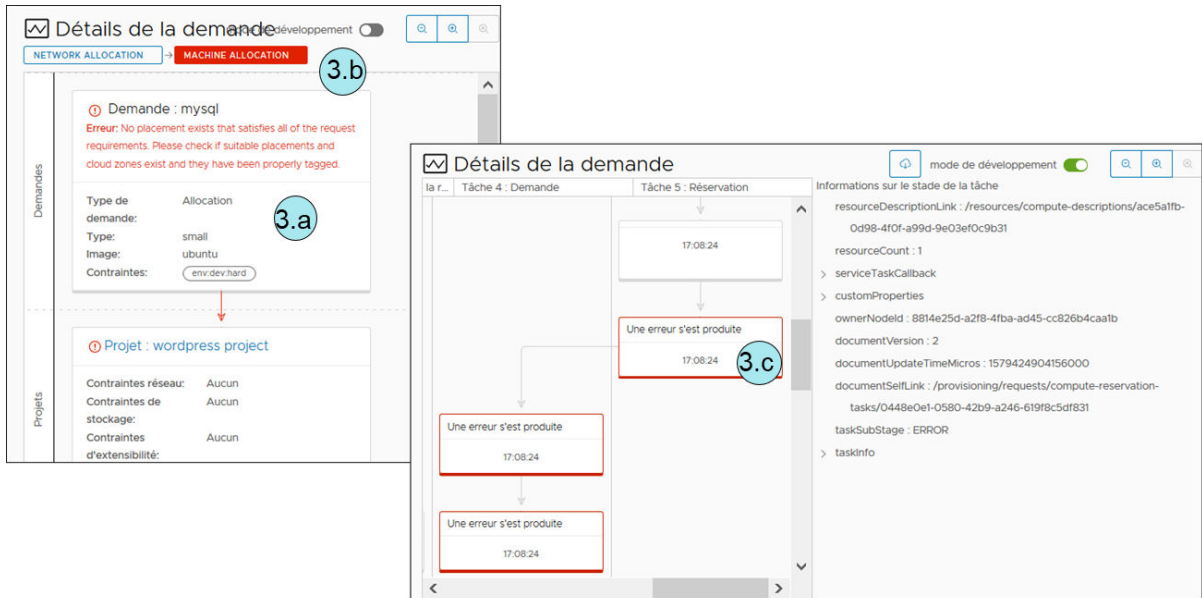 Détails de la demande
mode de développement
NETWORK ALLOCATION
MACHINE ALLOCATION
3.b
Demandes
Demande : mysql
Erreur: No placement exists that satisfies all of the request
requirements. Please check if suitable placements and
cloud zones exist and they have been properly tagged.
Type de
demande:
Allocation
3.a
Type: small
Image: ubuntu
Contraintes: env:dev:hard
Projets
Projet : wordpress project
Contraintes réseau: Aucun
Contraintes de
stockage:
Aucun
Contraintes
d'extensibilité:
Aucun
Détails de la demande
mode de développement
la r... Tâche 4 : Demande Tâche 5 : Réservation
17:08:24
Une erreur s'est produite
17:08:24
3.c
Une erreur s'est produite
17:08:24
Une erreur s'est produite
17:08:24
Informations sur le stade de la tâche
resourceDescriptionLink : /resources/compute-descriptions/ace5a1fb-
0d98-4f0f-a99d-9e03ef0c9b31
resourceCount : 1
serviceTaskCallback
customProperties
ownerNodeId : 8814e25d-a2f8-4fba-ad45-cc826b4caa1b
documentVersion : 2
documentUpdateTimeMicros : 1579424904156000
documentSelfLink : /provisioning/requests/compute-reservation-
tasks/0448e0e1-0580-42b9-a246-619f8c5df831
taskSubStage : ERROR
taskInfo